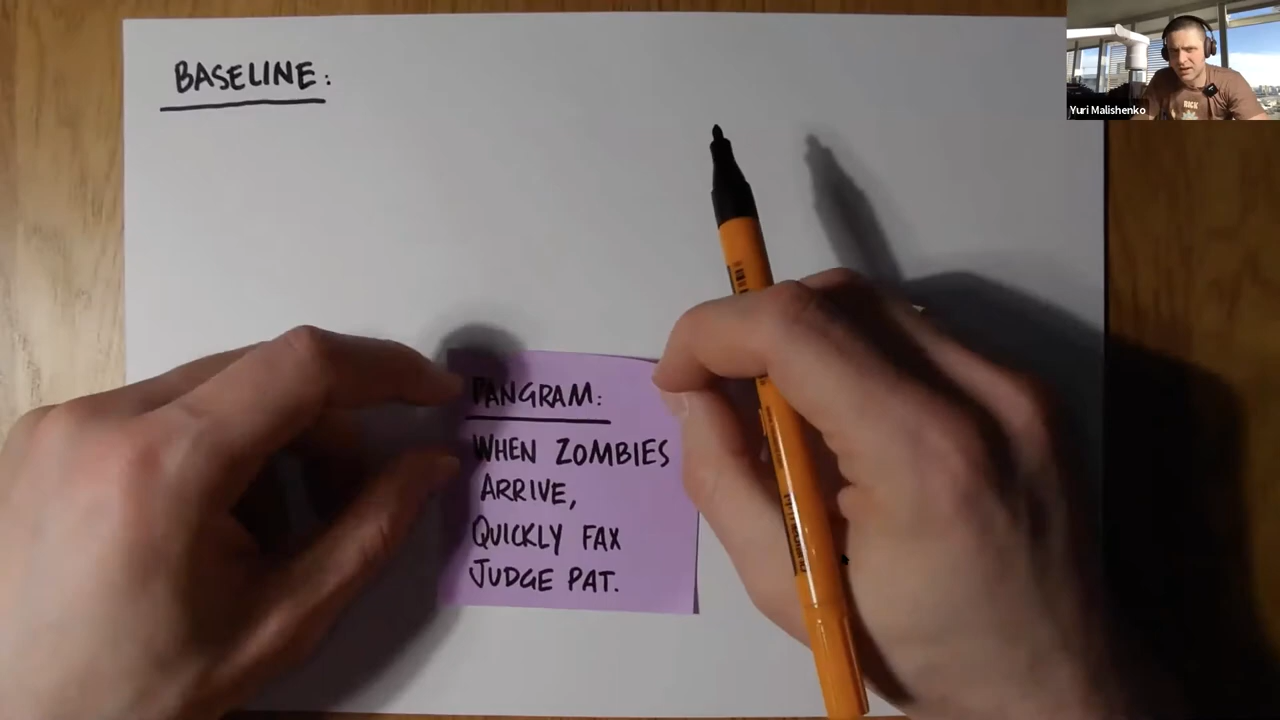 BASELINE:
Yuri Malishenko
PANGRAM:
WHEN ZOMBIES
ARRIVE,
QUICKLY FAX
JUDGE PAT.